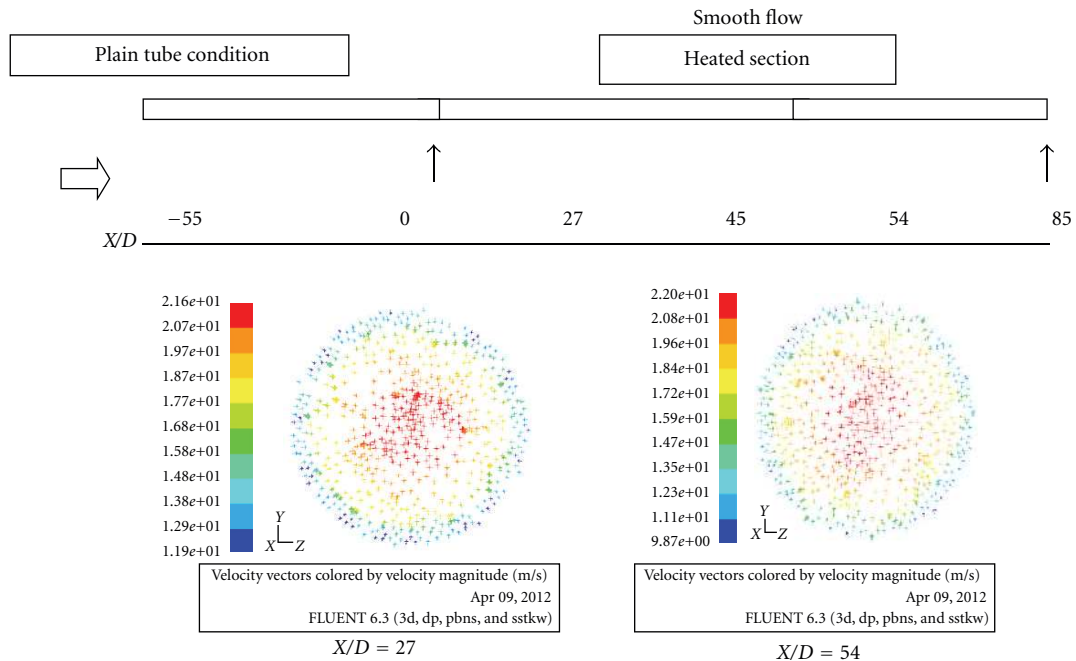 Smooth flow
Plain tube condition
Heated section
−55 0 27 45 54 85
X/D
2.16e+01
2.07e+01
1.97e+01
1.87e+01
1.77e+01
1.68e+01
1.58e+01
1.48e+01
1.38e+01
1.29e+01
1.19e+01
Y
X Z
Velocity vectors colored by velocity magnitude (m/s)
Apr 09, 2012
FLUENT 6.3 (3d, dp, pbns, and sstkw)
X/D = 27
2.20e+01
2.08e+01
1.96e+01
1.84e+01
1.72e+01
1.59e+01
1.47e+01
1.35e+01
1.23e+01
1.11e+01
9.87e+00
Y
X Z
Velocity vectors colored by velocity magnitude (m/s)
Apr 09, 2012
FLUENT 6.3 (3d, dp, pbns, and sstkw)
X/D = 54